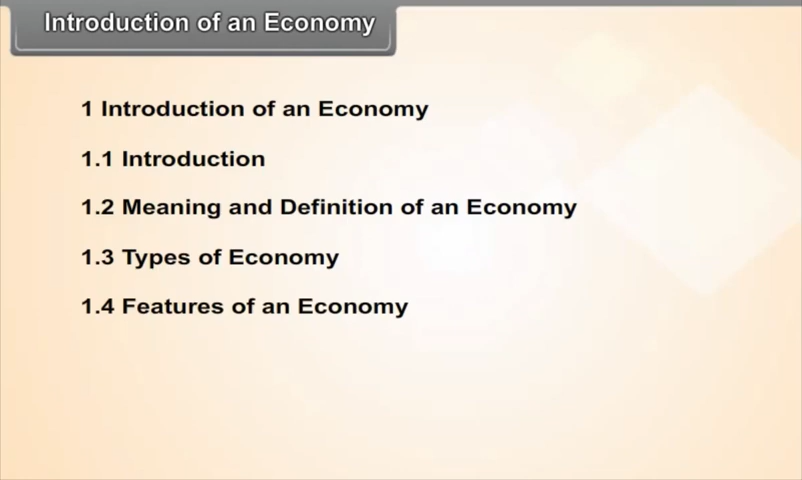 Introduction of an Economy
1 Introduction of an Economy
1.1 Introduction
1.2 Meaning and Definition of an Economy
1.3 Types of Economy
1.4 Features of an Economy